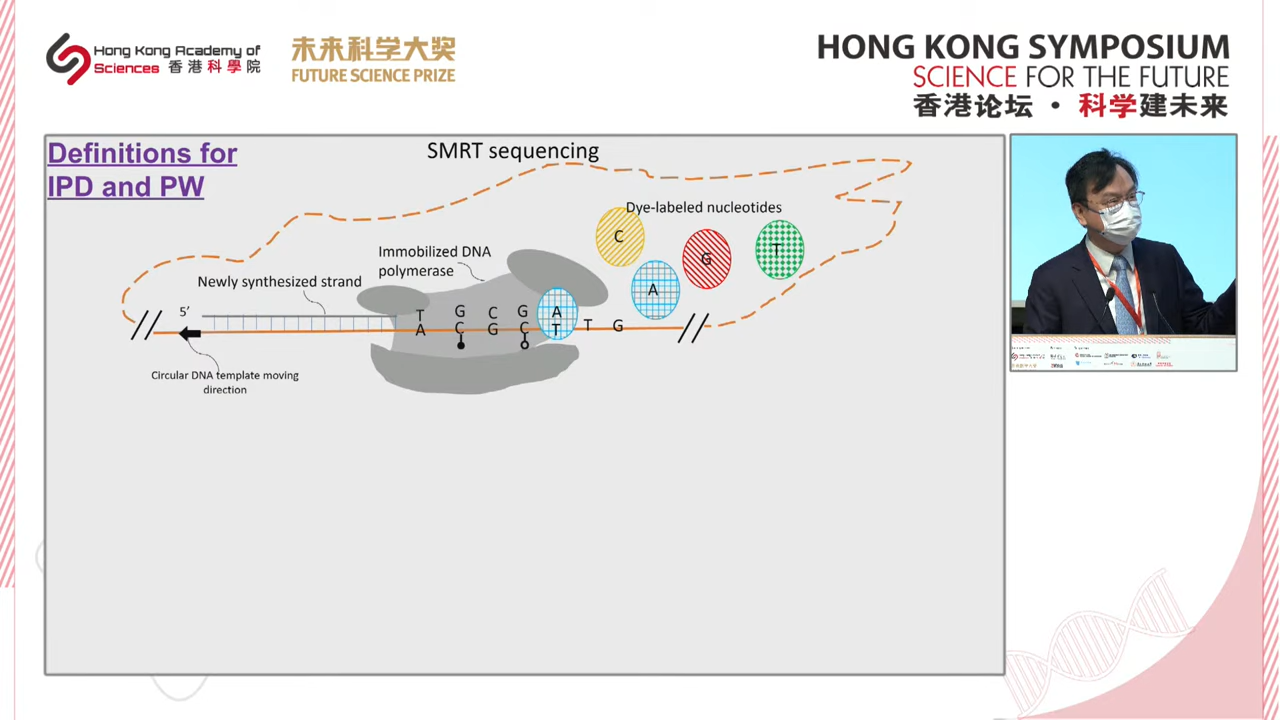 Hong Kong Academy of
Sciences 香港科學院
未来科学大奖
FUTURE SCIENCE PRIZE
HONG KONG SYMPOSIUM
SCIENCE FOR THE FUTURE
香港论坛 · 科学建未来
Definitions for
IPD and PW
SMRT sequencing
Dye-labeled nucleotides
C
G
T
A
Immobilized DNA
polymerase
Newly synthesized strand
5’
T G C G A
A C G C T T G
Circular DNA template moving
direction